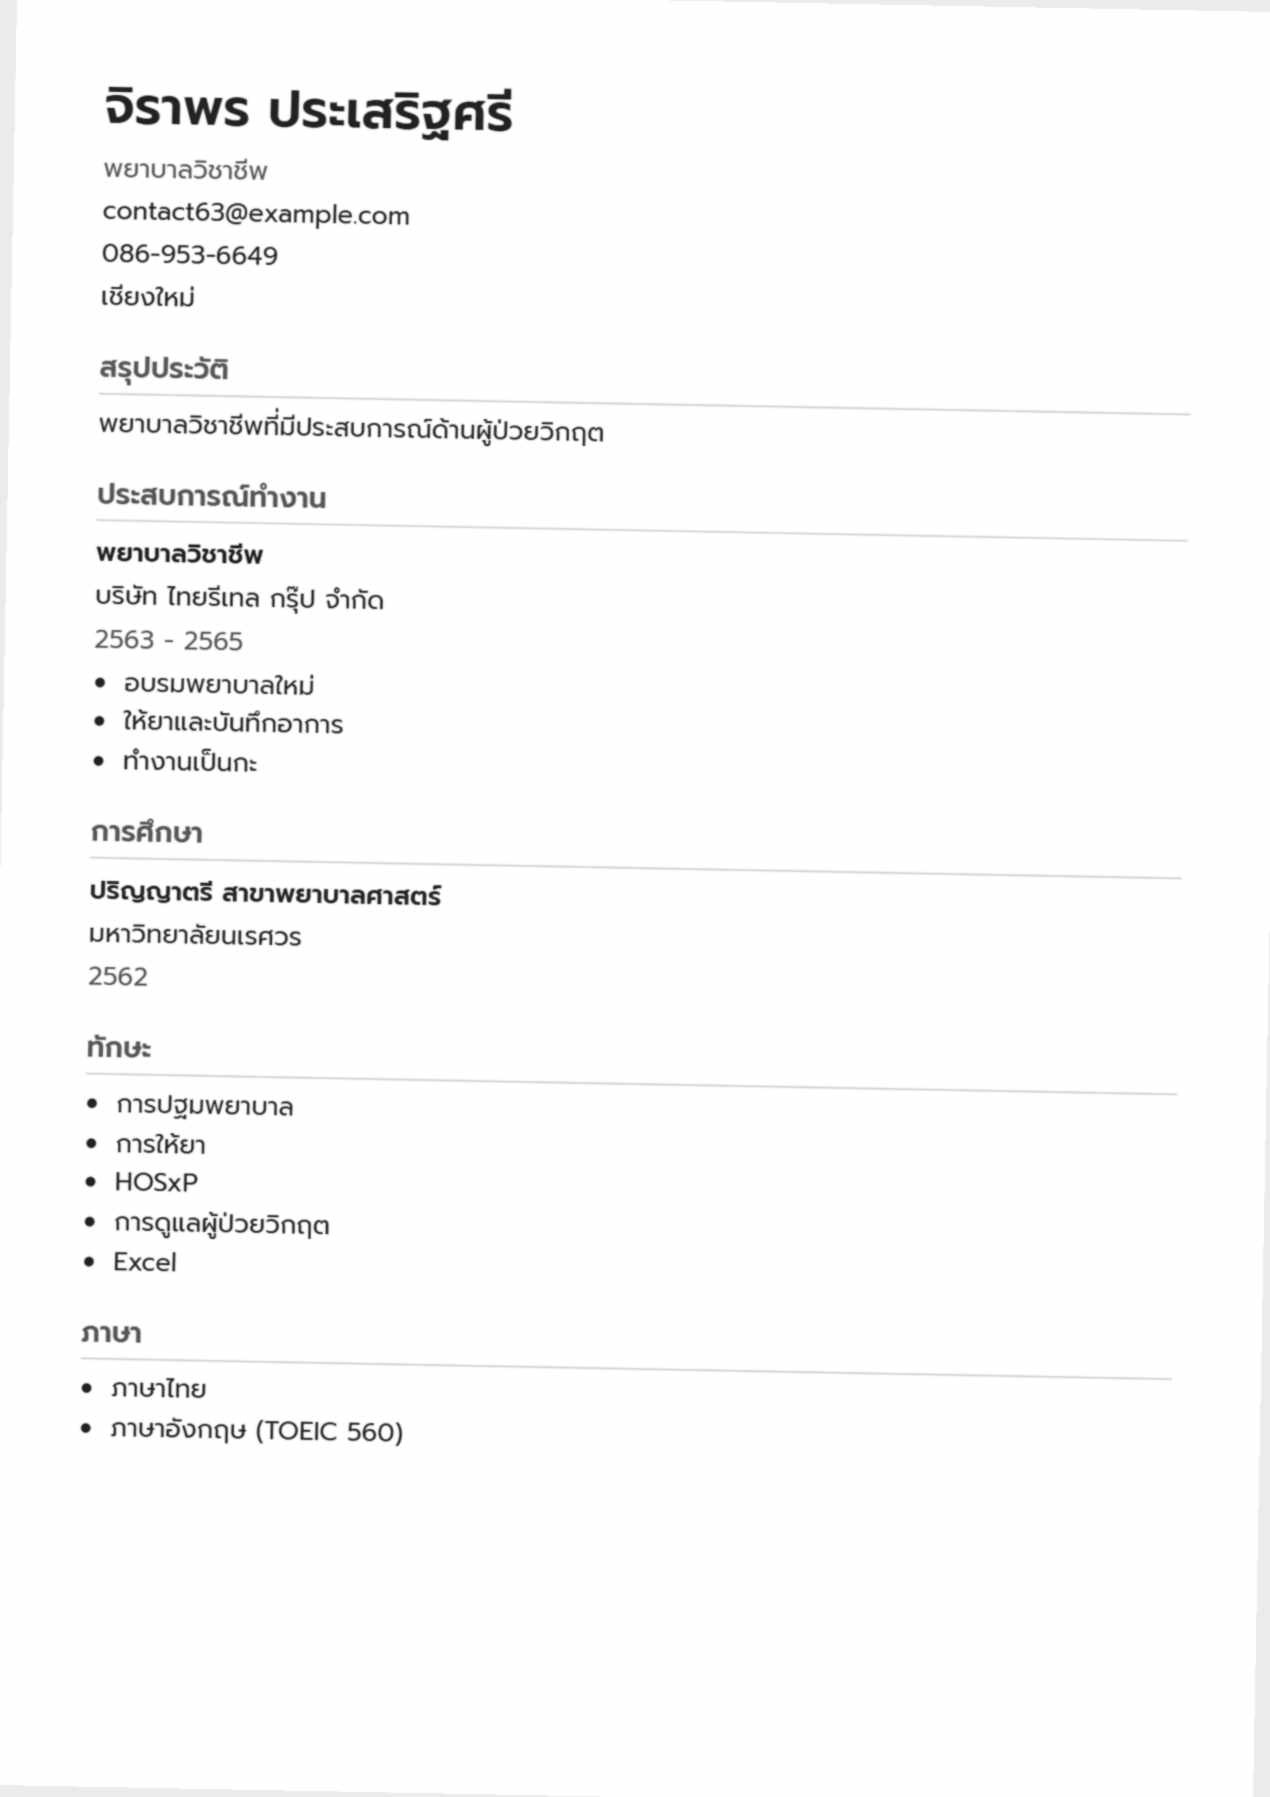 จิราพร ประเสริฐศรี
พยาบาลวิชาชีพ
contact63@example.com
086-953-6649
เชียงใหม่
สรุปประวัติ
พยาบาลวิชาชีพที่มีประสบการณ์ด้านผู้ป่วยวิกฤต
ประสบการณ์ทำงาน
พยาบาลวิชาชีพ
บริษัท ไทยรีเทล กรุ๊ป จำกัด
2563 - 2565
• อบรมพยาบาลใหม่
• ให้ยาและบันทึกอาการ
• ทำงานเป็นกะ
การศึกษา
ปริญญาตรี สาขาพยาบาลศาสตร์
มหาวิทยาลัยนเรศวร
2562
ทักษะ
• การปฐมพยาบาล
• การให้ยา
• HOSxP
• การดูแลผู้ป่วยวิกฤต
• Excel
ภาษา
• ภาษาไทย
• ภาษาอังกฤษ (TOEIC 560)